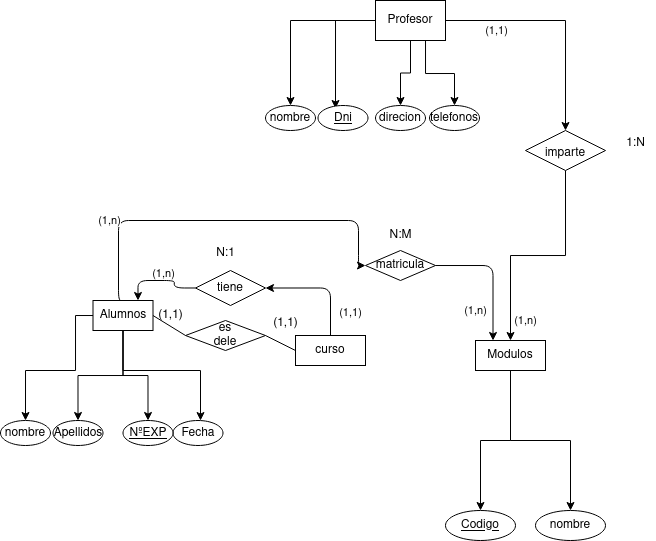 Profesor
(1,1)
nombre
Dni
direcion
telefonos
imparte
1:N
(1,n)
N:M
matricula
N:1
(1,n)
tiene
Alumnos
(1,1)
es
dele
(1,1)
(1,1)
curso
(1,n)
(1,n)
Modulos
nombre
Apellidos
NºEXP
Fecha
Codigo
nombre